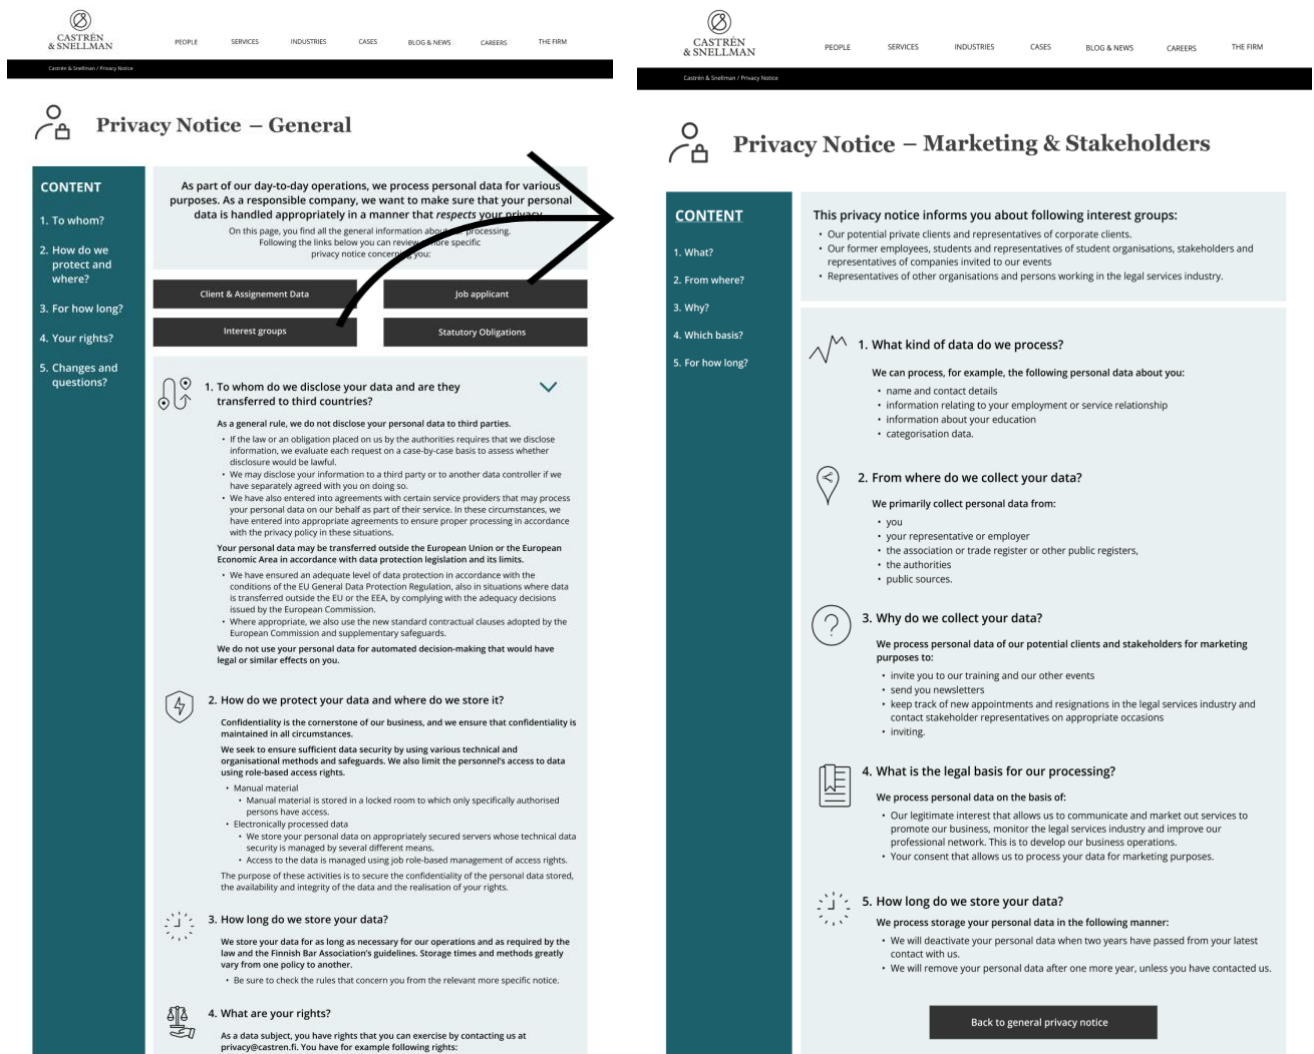 CASTRÉN
& SNELLMAN
PEOPLE
SERVICES
INDUSTRIES
CASES
BLOG & NEWS
CAREERS
THE FIRM
Castrén & Snellman / Privacy Notice
Privacy Notice – General
CONTENT
1. To whom?
2. How do we
protect and
where?
3. For how long?
4. Your rights?
5. Changes and
questions?
As part of our day-to-day operations, we process personal data for various
purposes. As a responsible company, we want to make sure that your personal
data is handled appropriately in a manner that respects your privacy.
On this page, you find all the general information about our processing.
Following the links below you can review more specific
privacy notice concerning you:
Client & Assignement Data
Job applicant
Interest groups
Statutory Obligations
1. To whom do we disclose your data and are they
transferred to third countries?
As a general rule, we do not disclose your personal data to third parties.
• If the law or an obligation placed on us by the authorities requires that we disclose
information, we evaluate each request on a case-by-case basis to assess whether
disclosure would be lawful.
• We may disclose your information to a third party or to another data controller if we
have separately agreed with you on doing so.
• We have also entered into agreements with certain service providers that may process
your personal data on our behalf as part of their service. In these circumstances, we
have entered into appropriate agreements to ensure proper processing in accordance
with the privacy policy in these situations.
Your personal data may be transferred outside the European Union or the European
Economic Area in accordance with data protection legislation and its limits.
• We have ensured an adequate level of data protection in accordance with the
conditions of the EU General Data Protection Regulation, also in situations where data
is transferred outside the EU or the EEA, by complying with the adequacy decisions
issued by the European Commission.
• Where appropriate, we also use the new standard contractual clauses adopted by the
European Commission and supplementary safeguards.
We do not use your personal data for automated decision-making that would have
legal or similar effects on you.
2. How do we protect your data and where do we store it?
Confidentiality is the cornerstone of our business, and we ensure that confidentiality is
maintained in all circumstances.
We seek to ensure sufficient data security by using various technical and
organisational methods and safeguards. We also limit the personnel's access to data
using role-based access rights.
• Manual material
• Manual material is stored in a locked room to which only specifically authorised
persons have access.
• Electronically processed data
• We store your personal data on appropriately secured servers whose technical data
security is managed by several different means.
• Access to the data is managed using job role-based management of access rights.
The purpose of these activities is to secure the confidentiality of the personal data stored,
the availability and integrity of the data and the realisation of your rights.
3. How long do we store your data?
We store your data for as long as necessary for our operations and as required by the
law and the Finnish Bar Association's guidelines. Storage times and methods greatly
vary from one policy to another.
• Be sure to check the rules that concern you from the relevant more specific notice.
4. What are your rights?
As a data subject, you have rights that you can exercise by contacting us at
privacy@castren.fi. You have for example following rights:
CASTRÉN
& SNELLMAN
PEOPLE
SERVICES
INDUSTRIES
CASES
BLOG & NEWS
CAREERS
THE FIRM
Castrén & Snellman / Privacy Notice
Privacy Notice – Marketing & Stakeholders
CONTENT
1. What?
2. From where?
3. Why?
4. Which basis?
5. For how long?
This privacy notice informs you about following interest groups:
• Our potential private clients and representatives of corporate clients.
• Our former employees, students and representatives of student organisations, stakeholders and
representatives of companies invited to our events
• Representatives of other organisations and persons working in the legal services industry.
1. What kind of data do we process?
We can process, for example, the following personal data about you:
• name and contact details
• information relating to your employment or service relationship
• information about your education
• categorisation data.
2. From where do we collect your data?
We primarily collect personal data from:
• you
• your representative or employer
• the association or trade register or other public registers,
• the authorities
• public sources.
3. Why do we collect your data?
We process personal data of our potential clients and stakeholders for marketing
purposes to:
• invite you to our training and our other events
• send you newsletters
• keep track of new appointments and resignations in the legal services industry and
contact stakeholder representatives on appropriate occasions
• inviting.
4. What is the legal basis for our processing?
We process personal data on the basis of:
• Our legitimate interest that allows us to communicate and market out services to
promote our business, monitor the legal services industry and improve our
professional network. This is to develop our business operations.
• Your consent that allows us to process your data for marketing purposes.
5. How long do we store your data?
We process storage your personal data in the following manner:
• We will deactivate your personal data when two years have passed from your latest
contact with us.
• We will remove your personal data after one more year, unless you have contacted us.
Back to general privacy notice